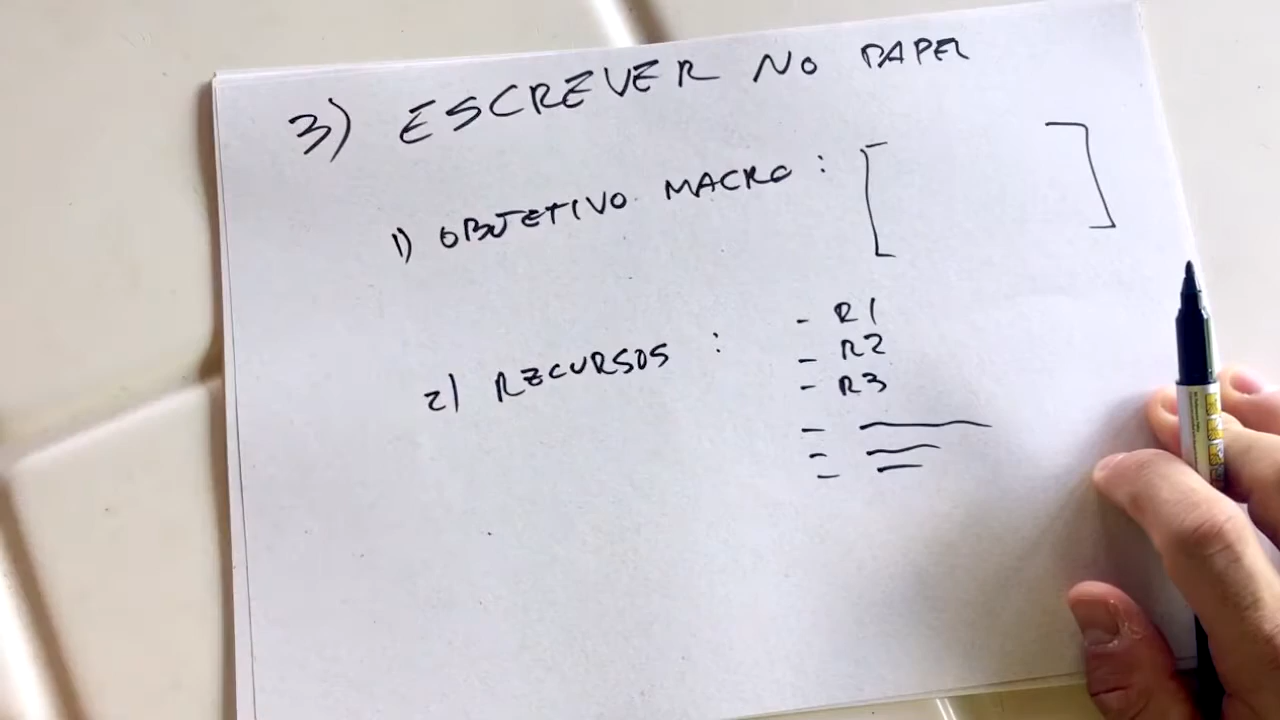 3) ESCREVER NO PAPEL
1) OBJETIVO MACRO : [ ]
2) RECURSOS : - R1
- R2
- R3